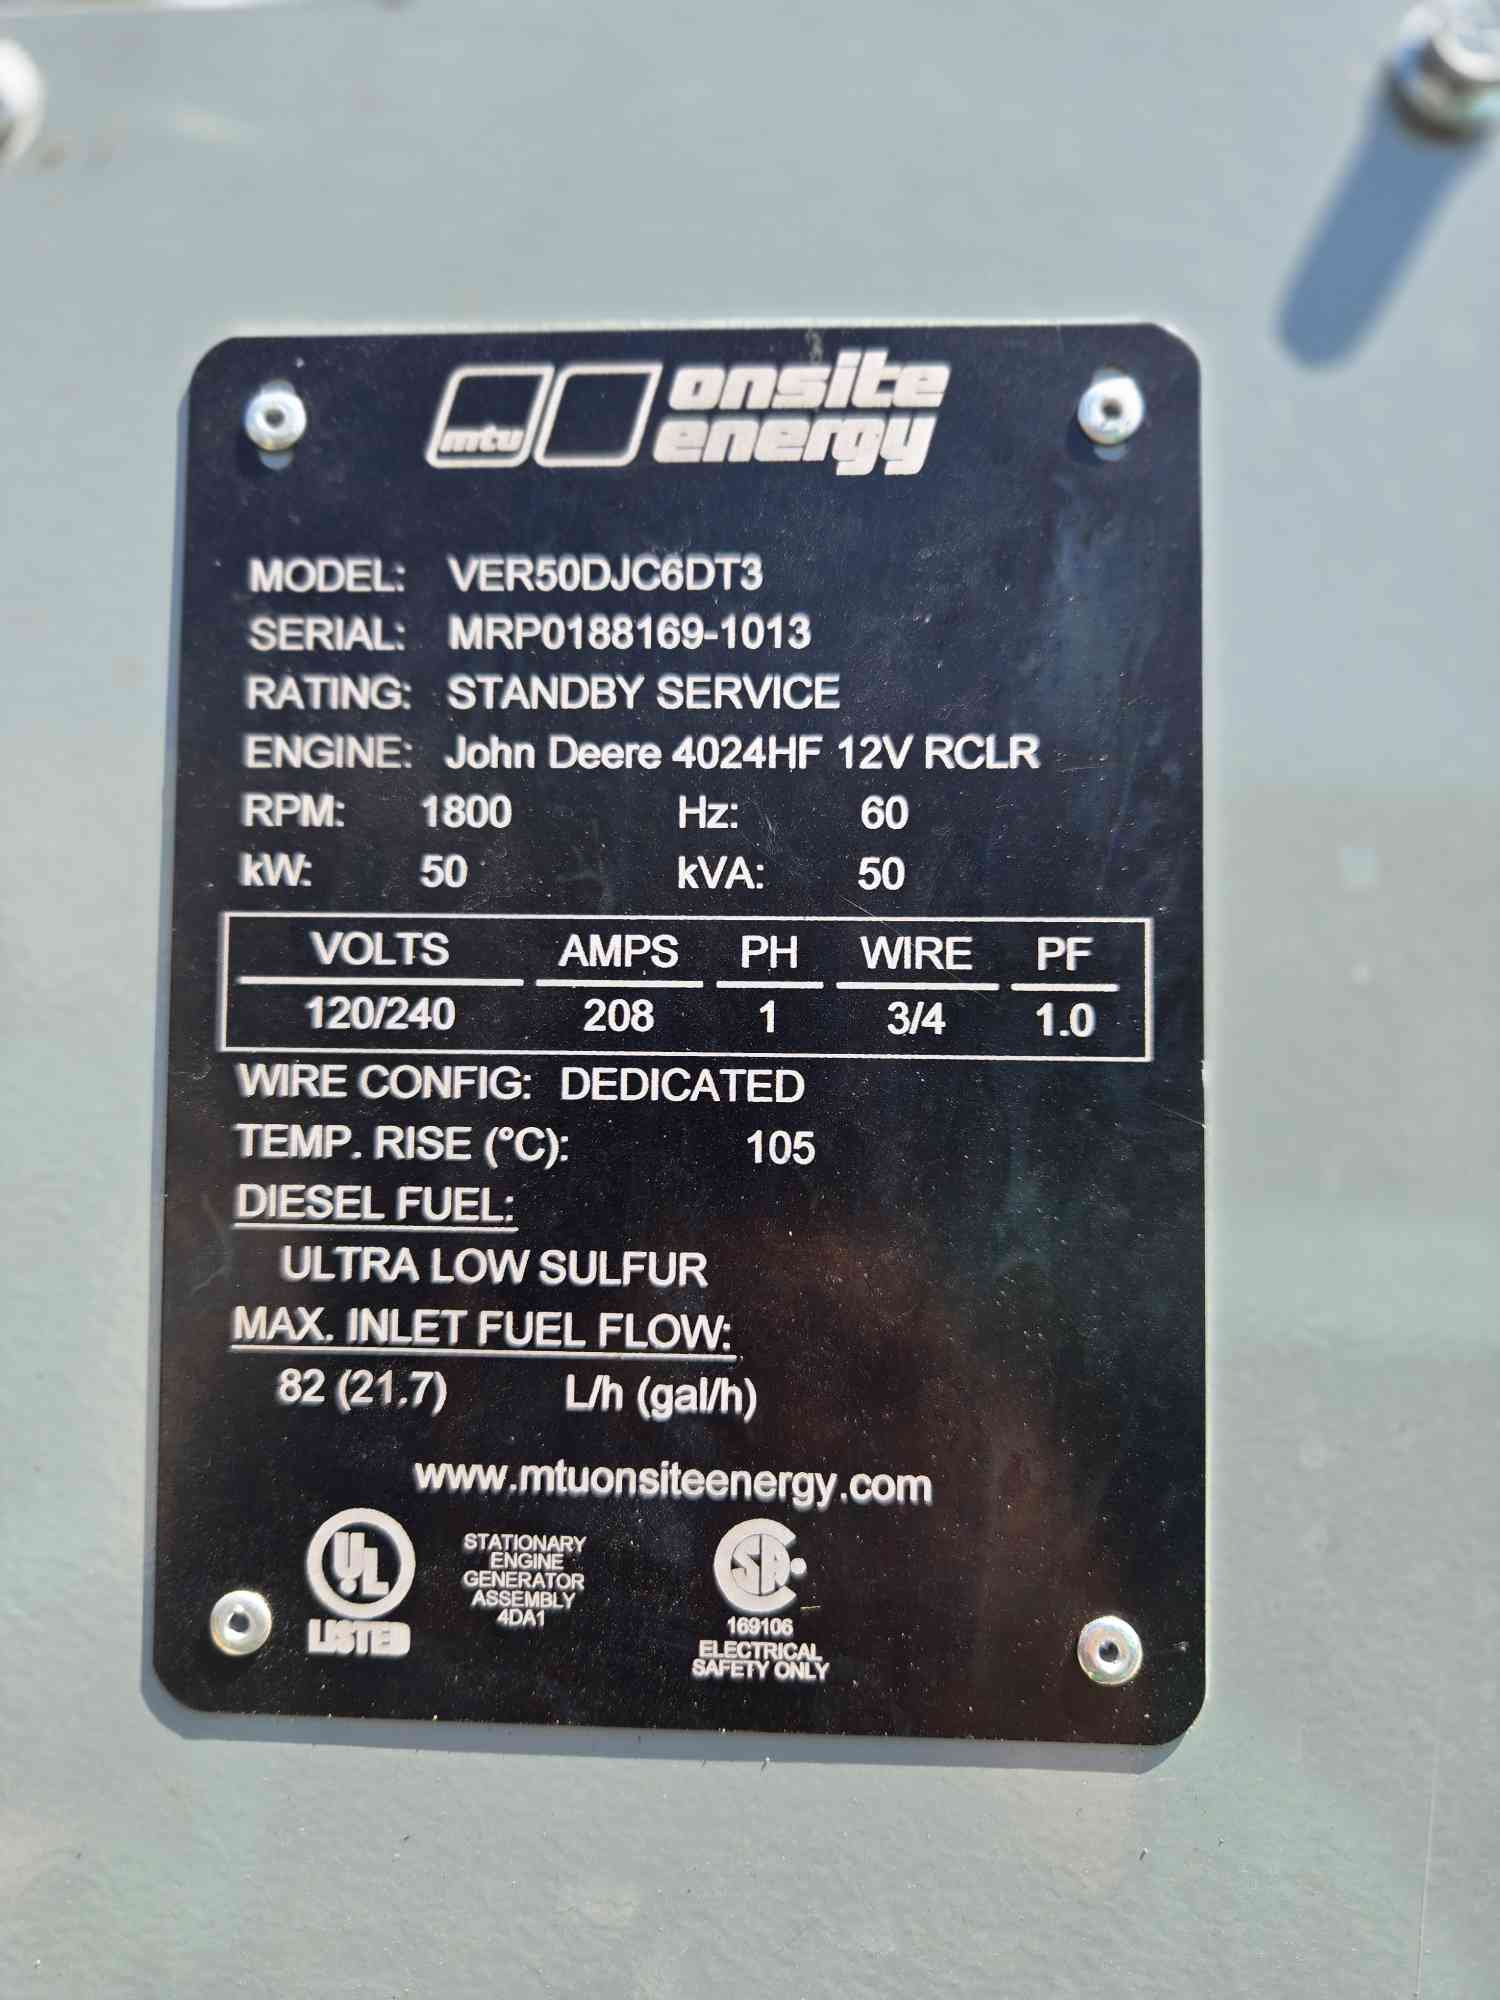 mtu onsite
energy
MODEL: VER50DJC6DT3
SERIAL: MRP0188169-1013
RATING: STANDBY SERVICE
ENGINE: John Deere 4024HF 12V RCLR
RPM: 1800 Hz: 60
kW: 50 kVA: 50
VOLTS AMPS PH WIRE PF
120/240 208 1 3/4 1.0
WIRE CONFIG: DEDICATED
TEMP. RISE (°C): 105
DIESEL FUEL:
ULTRA LOW SULFUR
MAX. INLET FUEL FLOW:
82 (21.7) L/h (gal/h)
www.mtuonsiteenergy.com
UL
LISTED
STATIONARY
ENGINE
GENERATOR
ASSEMBLY
4DA1
SA
169106
ELECTRICAL
SAFETY ONLY